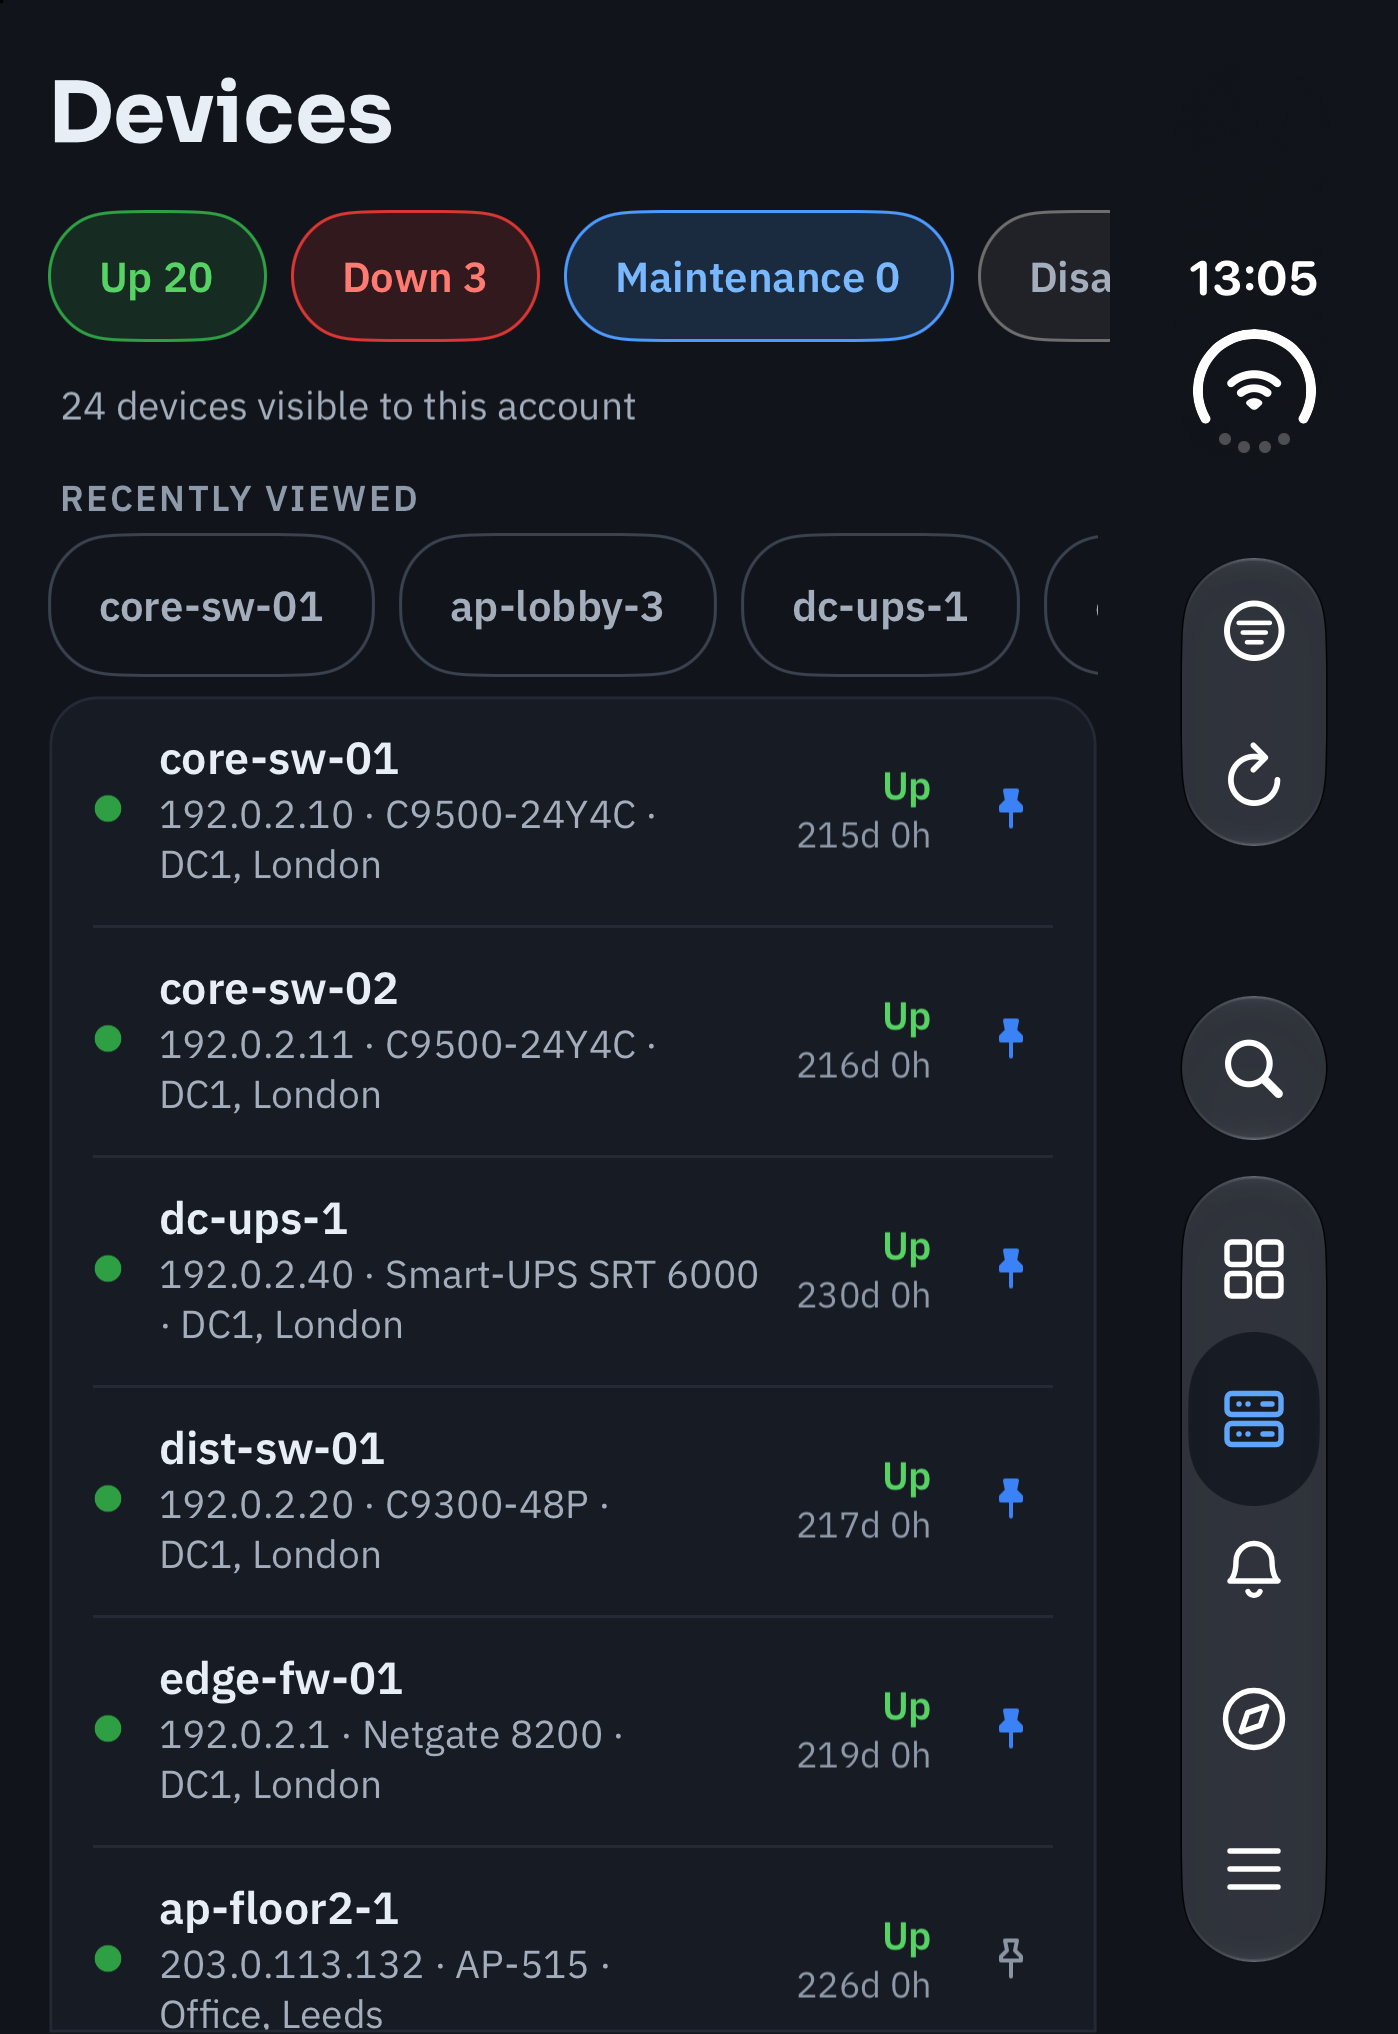 Devices
Up 20
Down 3
Maintenance 0
Disa
13:05
24 devices visible to this account
RECENTLY VIEWED
core-sw-01
ap-lobby-3
dc-ups-1
core-sw-01
192.0.2.10 · C9500-24Y4C ·
DC1, London
Up
215d 0h
core-sw-02
192.0.2.11 · C9500-24Y4C ·
DC1, London
Up
216d 0h
dc-ups-1
192.0.2.40 · Smart-UPS SRT 6000
· DC1, London
Up
230d 0h
dist-sw-01
192.0.2.20 · C9300-48P ·
DC1, London
Up
217d 0h
edge-fw-01
192.0.2.1 · Netgate 8200 ·
DC1, London
Up
219d 0h
ap-floor2-1
203.0.113.132 · AP-515 ·
Office, Leeds
Up
226d 0h